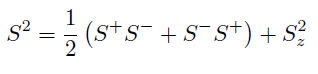 $S^2 = \frac{1}{2}\left(S^+S^- + S^-S^+\right) + S_z^2$